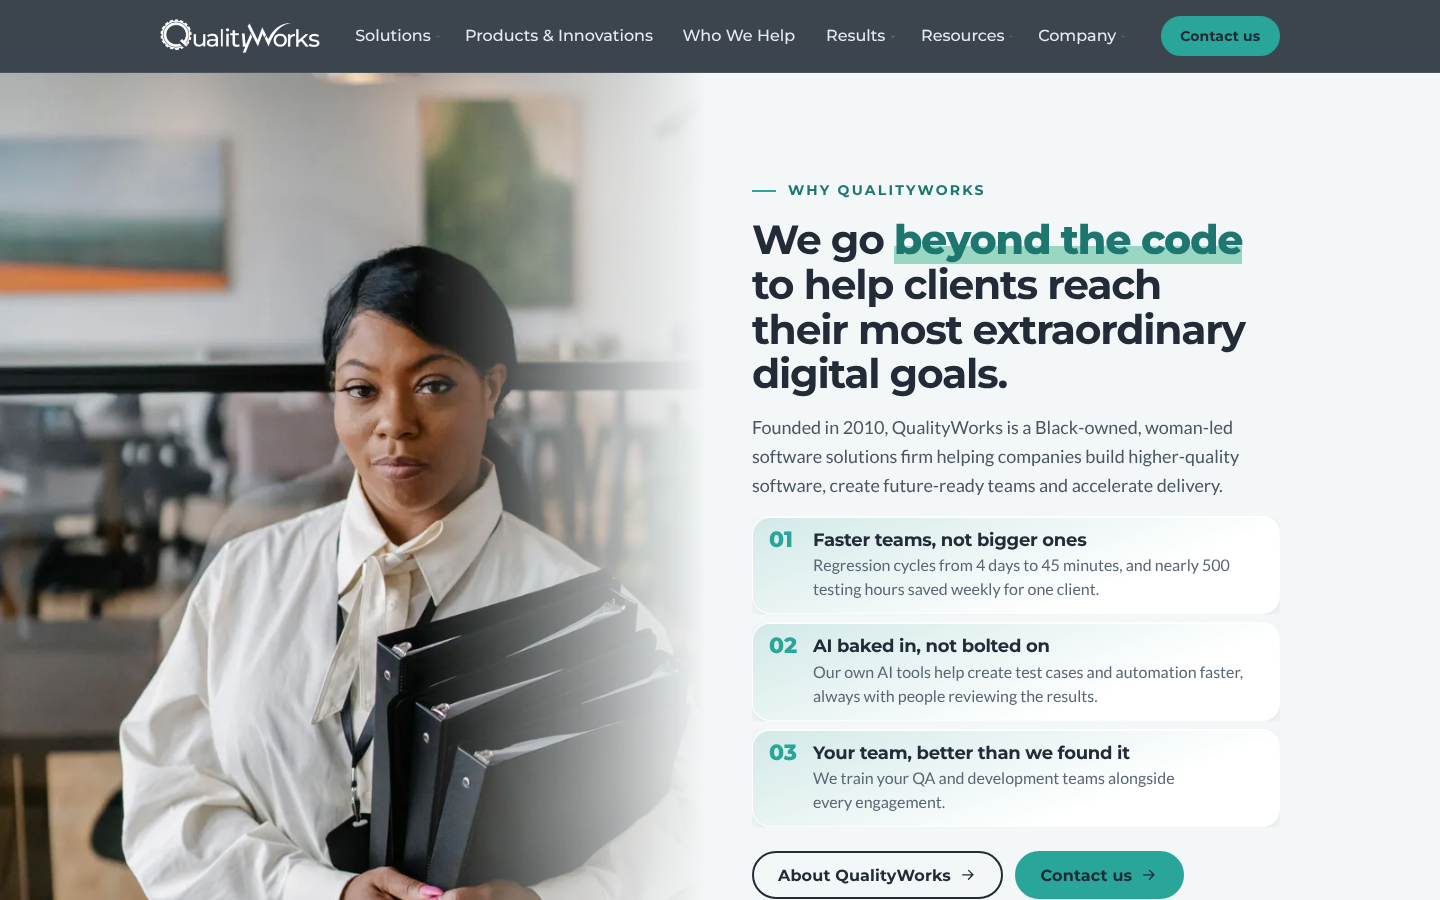 QualityWorks
Solutions
Products & Innovations
Who We Help
Results
Resources
Company
Contact us
WHY QUALITYWORKS
We go beyond the code
to help clients reach
their most extraordinary
digital goals.
Founded in 2010, QualityWorks is a Black-owned, woman-led
software solutions firm helping companies build higher-quality
software, create future-ready teams and accelerate delivery.
01 Faster teams, not bigger ones
Regression cycles from 4 days to 45 minutes, and nearly 500
testing hours saved weekly for one client.
02 AI baked in, not bolted on
Our own AI tools help create test cases and automation faster,
always with people reviewing the results.
03 Your team, better than we found it
We train your QA and development teams alongside
every engagement.
About QualityWorks →
Contact us →